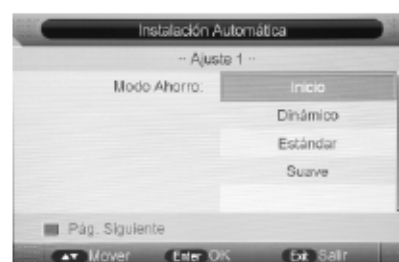 Instalación Automática
-- Ajuste 1 --
Modo Ahorro: Inicio
Dinámico
Estándar
Suave
Pág. Siguiente
▲▼ Mover Enter OK Exit Salir